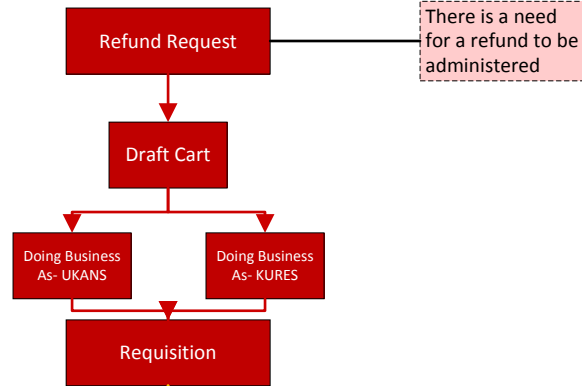 Refund Request
There is a need
for a refund to be
administered
Draft Cart
Doing Business
As- UKANS
Doing Business
As- KURES
Requisition